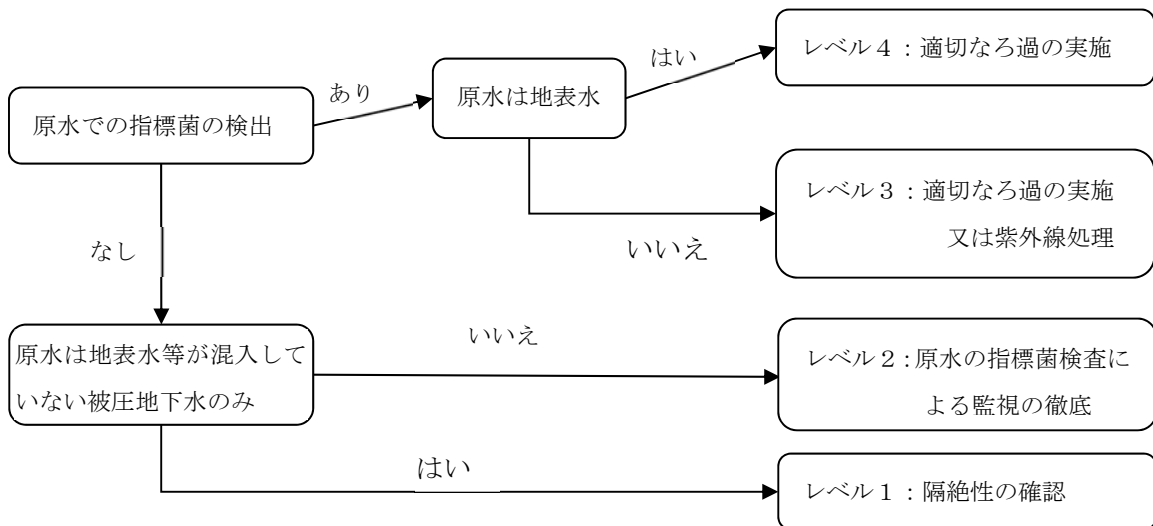 レベル４：適切なろ過の実施
はい
原水は地表水
あり
原水での指標菌の検出
レベル３：適切なろ過の実施
又は紫外線処理
いいえ
なし
いいえ
原水は地表水等が混入して
いない被圧地下水のみ
レベル２：原水の指標菌検査に
よる監視の徹底
はい
レベル１：隔絶性の確認